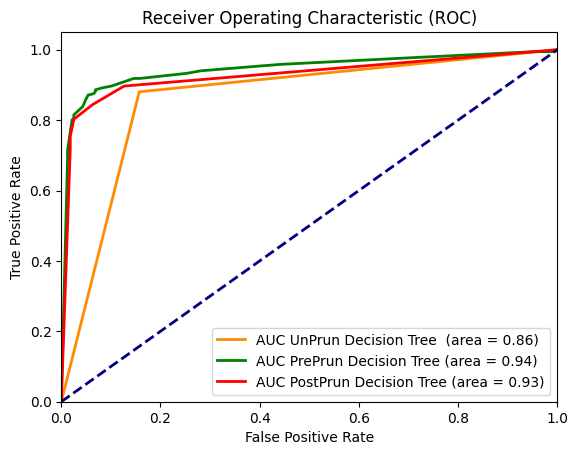 Receiver Operating Characteristic (ROC)
1.0
0.8
0.6
0.4
0.2
0.0
True Positive Rate
AUC UnPrun Decision Tree  (area = 0.86)
AUC PrePrun Decision Tree (area = 0.94)
AUC PostPrun Decision Tree (area = 0.93)
0.0 0.2 0.4 0.6 0.8 1.0
False Positive Rate